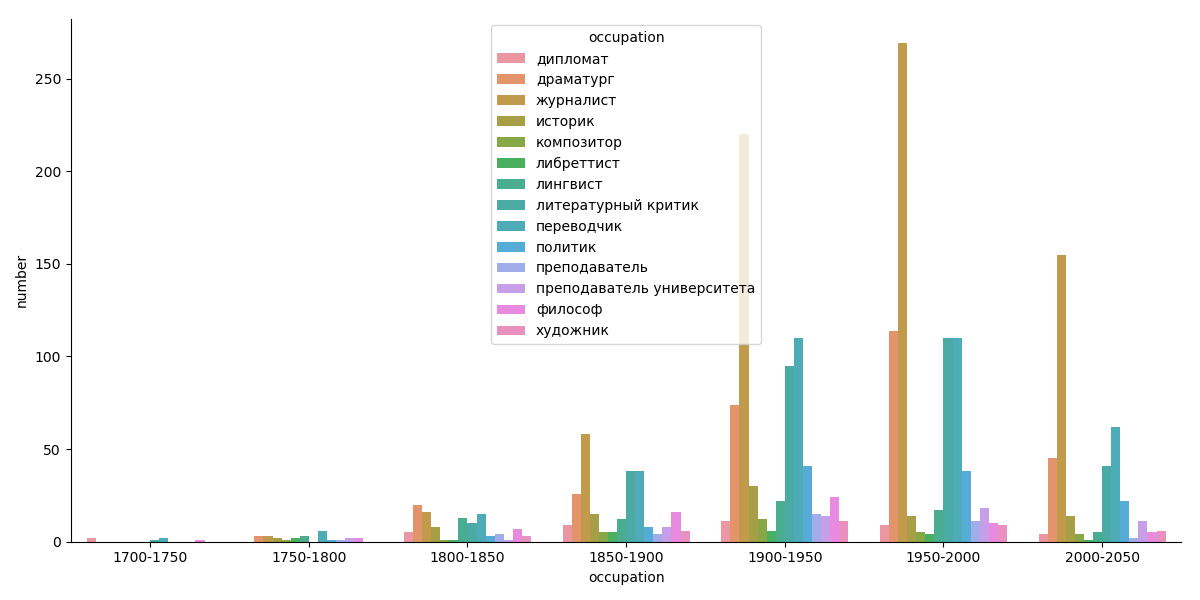 occupation
дипломат
драматург
журналист
историк
композитор
либреттист
лингвист
литературный критик
переводчик
политик
преподаватель
преподаватель университета
философ
художник
number
250
200
150
100
50
0
1700-1750
1750-1800
1800-1850
1850-1900
1900-1950
1950-2000
2000-2050
occupation